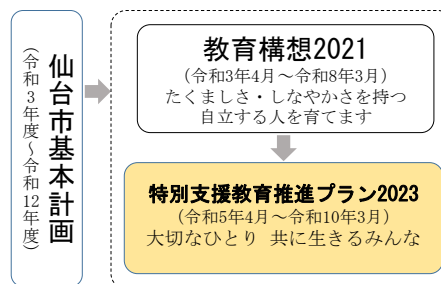 仙台市基本計画
(令和3年度~令和12年度)
教育構想2021
(令和3年4月～令和8年3月)
たくましさ・しなやかさを持つ
自立する人を育てます
特別支援教育推進プラン2023
(令和5年4月～令和10年3月)
大切なひとり 共に生きるみんな